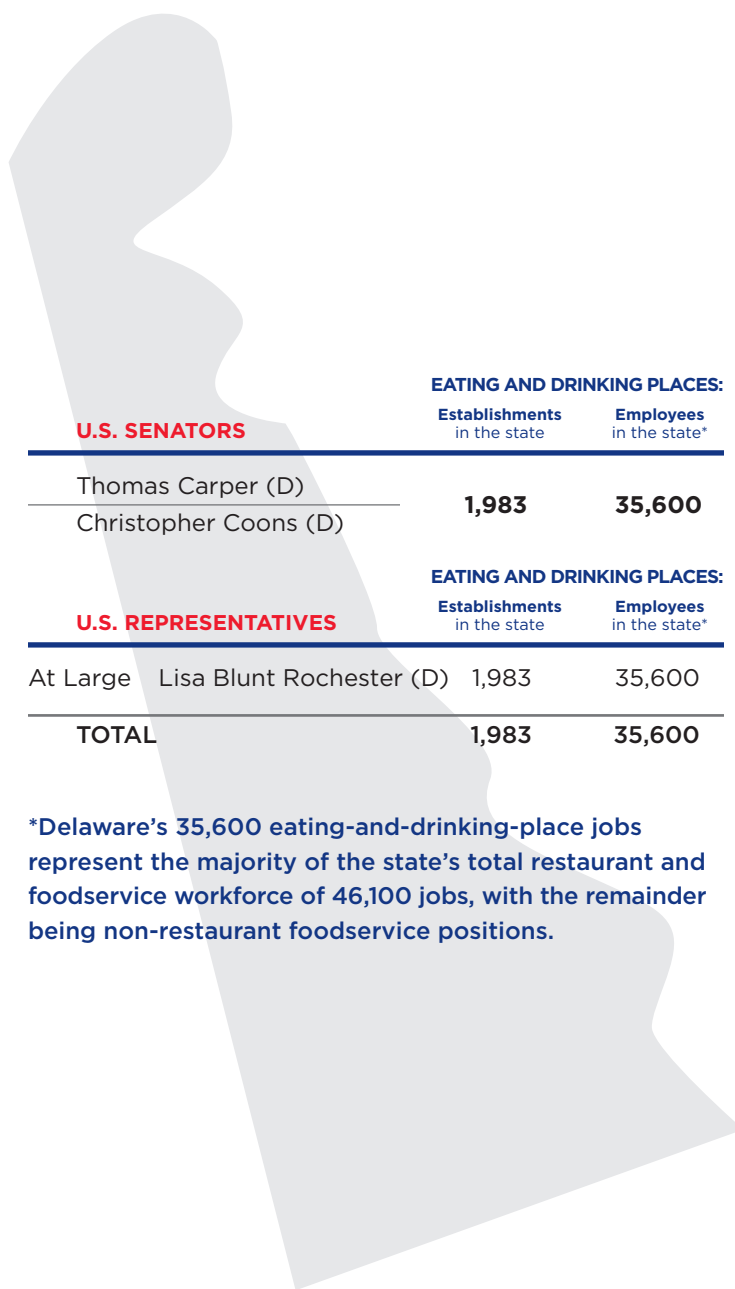 EATING AND DRINKING PLACES:
U.S. SENATORS Establishments in the state Employees in the state*
Thomas Carper (D)
Christopher Coons (D)
1,983 35,600
EATING AND DRINKING PLACES:
U.S. REPRESENTATIVES Establishments in the state Employees in the state*
At Large Lisa Blunt Rochester (D) 1,983 35,600
TOTAL 1,983 35,600
*Delaware’s 35,600 eating-and-drinking-place jobs
represent the majority of the state’s total restaurant and
foodservice workforce of 46,100 jobs, with the remainder
being non-restaurant foodservice positions.